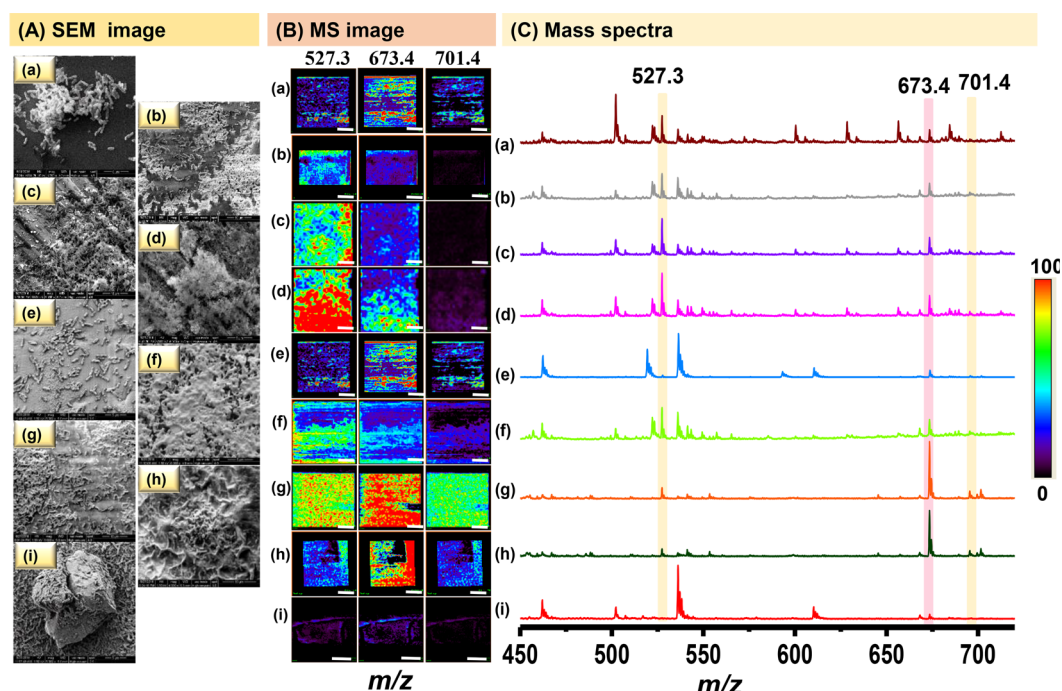 (A) SEM image
(B) MS image
(C) Mass spectra
527.3 673.4 701.4
527.3
673.4
701.4
(a)
(b)
(c)
(d)
(e)
(f)
(g)
(h)
(i)
(a)
(b)
(c)
(d)
(e)
(f)
(g)
(h)
(i)
(a)
(b)
(c)
(d)
(e)
(f)
(g)
(h)
(i)
100
0
450 500 550 600 650 700
m/z
m/z